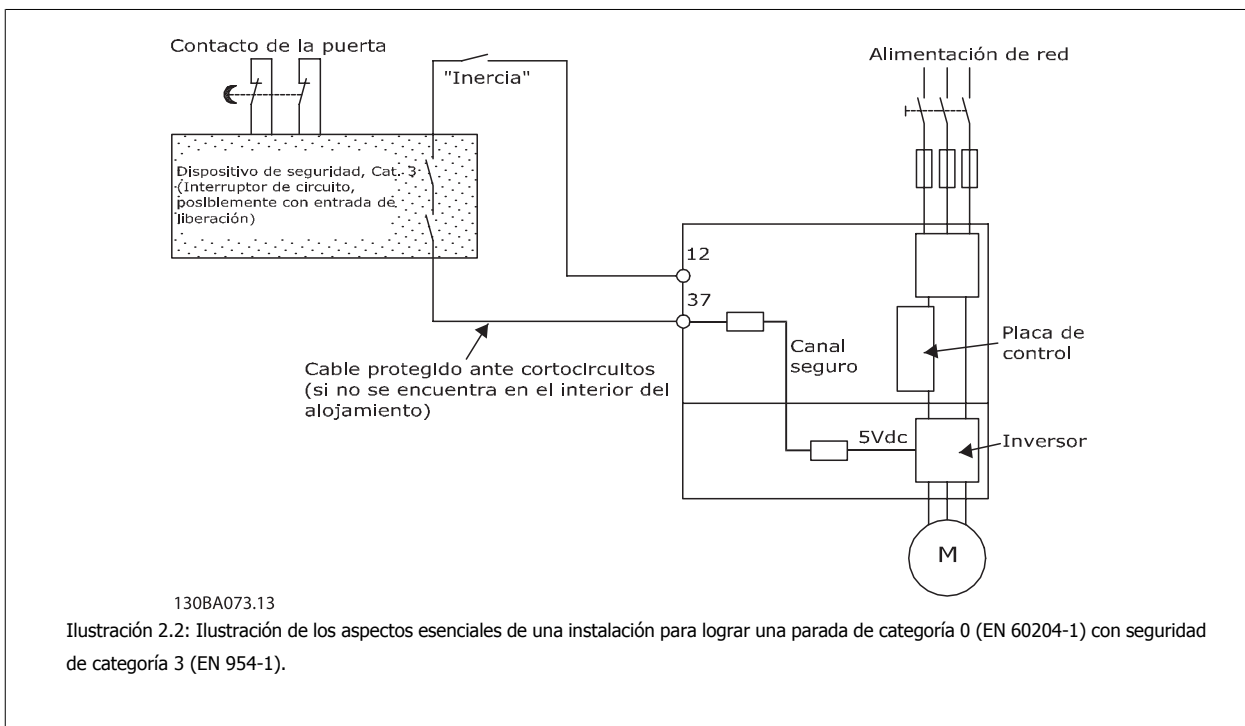 Contacto de la puerta
"Inercia"
Alimentación de red
Dispositivo de seguridad, Cat. 3
(Interruptor de circuito,
posiblemente con entrada de
liberación)
12
37
Canal
seguro
Placa de
control
Cable protegido ante cortocircuitos
(si no se encuentra en el interior del
alojamiento)
5Vdc
Inversor
M
130BA073.13
Ilustración 2.2: Ilustración de los aspectos esenciales de una instalación para lograr una parada de categoría 0 (EN 60204-1) con seguridad
de categoría 3 (EN 954-1).